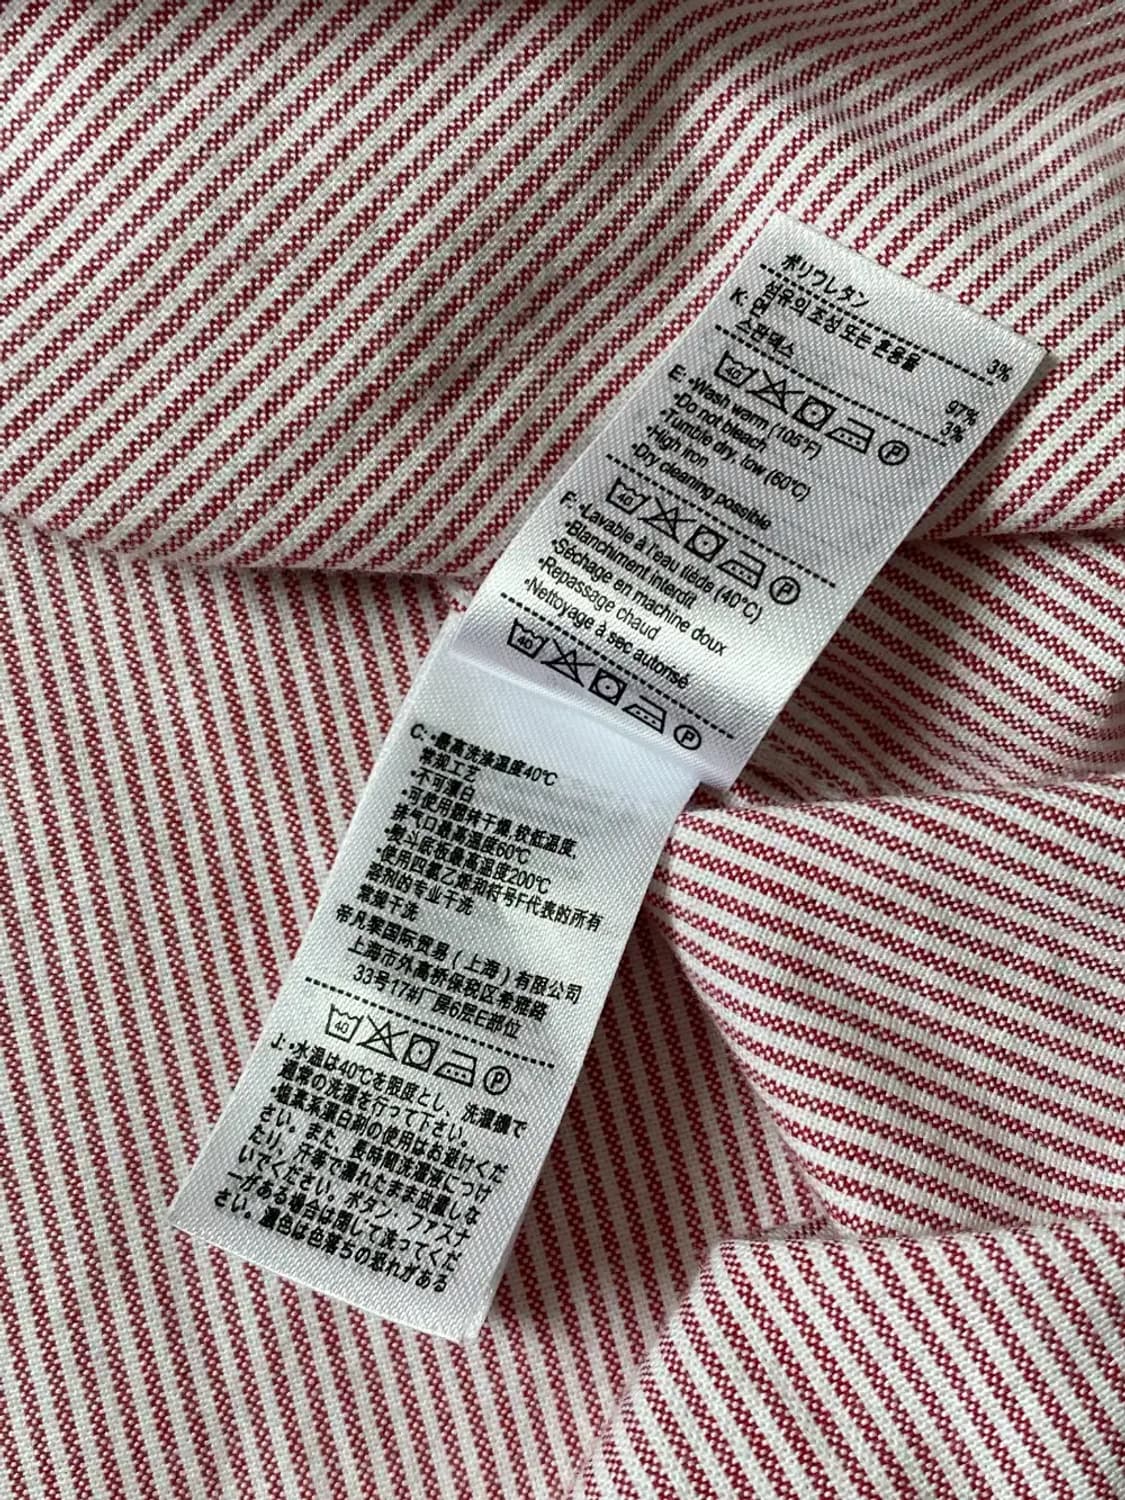 ポリウレタン 3%
섬유의 조성 또는 혼용률
K: 면 97%
스판덱스 3%
40 P
E: •Wash warm (105°F)
•Do not bleach
•Tumble dry, low (60°C)
•High iron
•Dry cleaning possible
40 P
F: •Lavable à l'eau tiéde (40°C)
•Blanchiment interdit
•Séchage en machine doux
•Repassage chaud
•Nettoyage à sec autorisé
40 P
C: •最高洗涤温度40℃
常规工艺
•不可漂白
•可使用翻转干燥,较低温度,
排气口最高温度60℃
•熨斗底板最高温度200℃
•使用四氯乙烯和符号F代表的所有
溶剂的专业干洗
常规干洗
帝凡黎国际贸易(上海)有限公司
上海市外高桥保税区希雅路
33号17#厂房6层E部位
40 P
J: •水温は40℃を限度とし、洗濯機で
通常の洗濯を行って下さい。
•塩素系漂白剤の使用はお避けくだ
さい。また、長時間洗濯液につけ
たり、汗等で濡れたまま放置しな
いでください。ボタン、ファスナ
ーがある場合は閉じて洗ってくだ
さい。濃色は色落ちの恐れがある